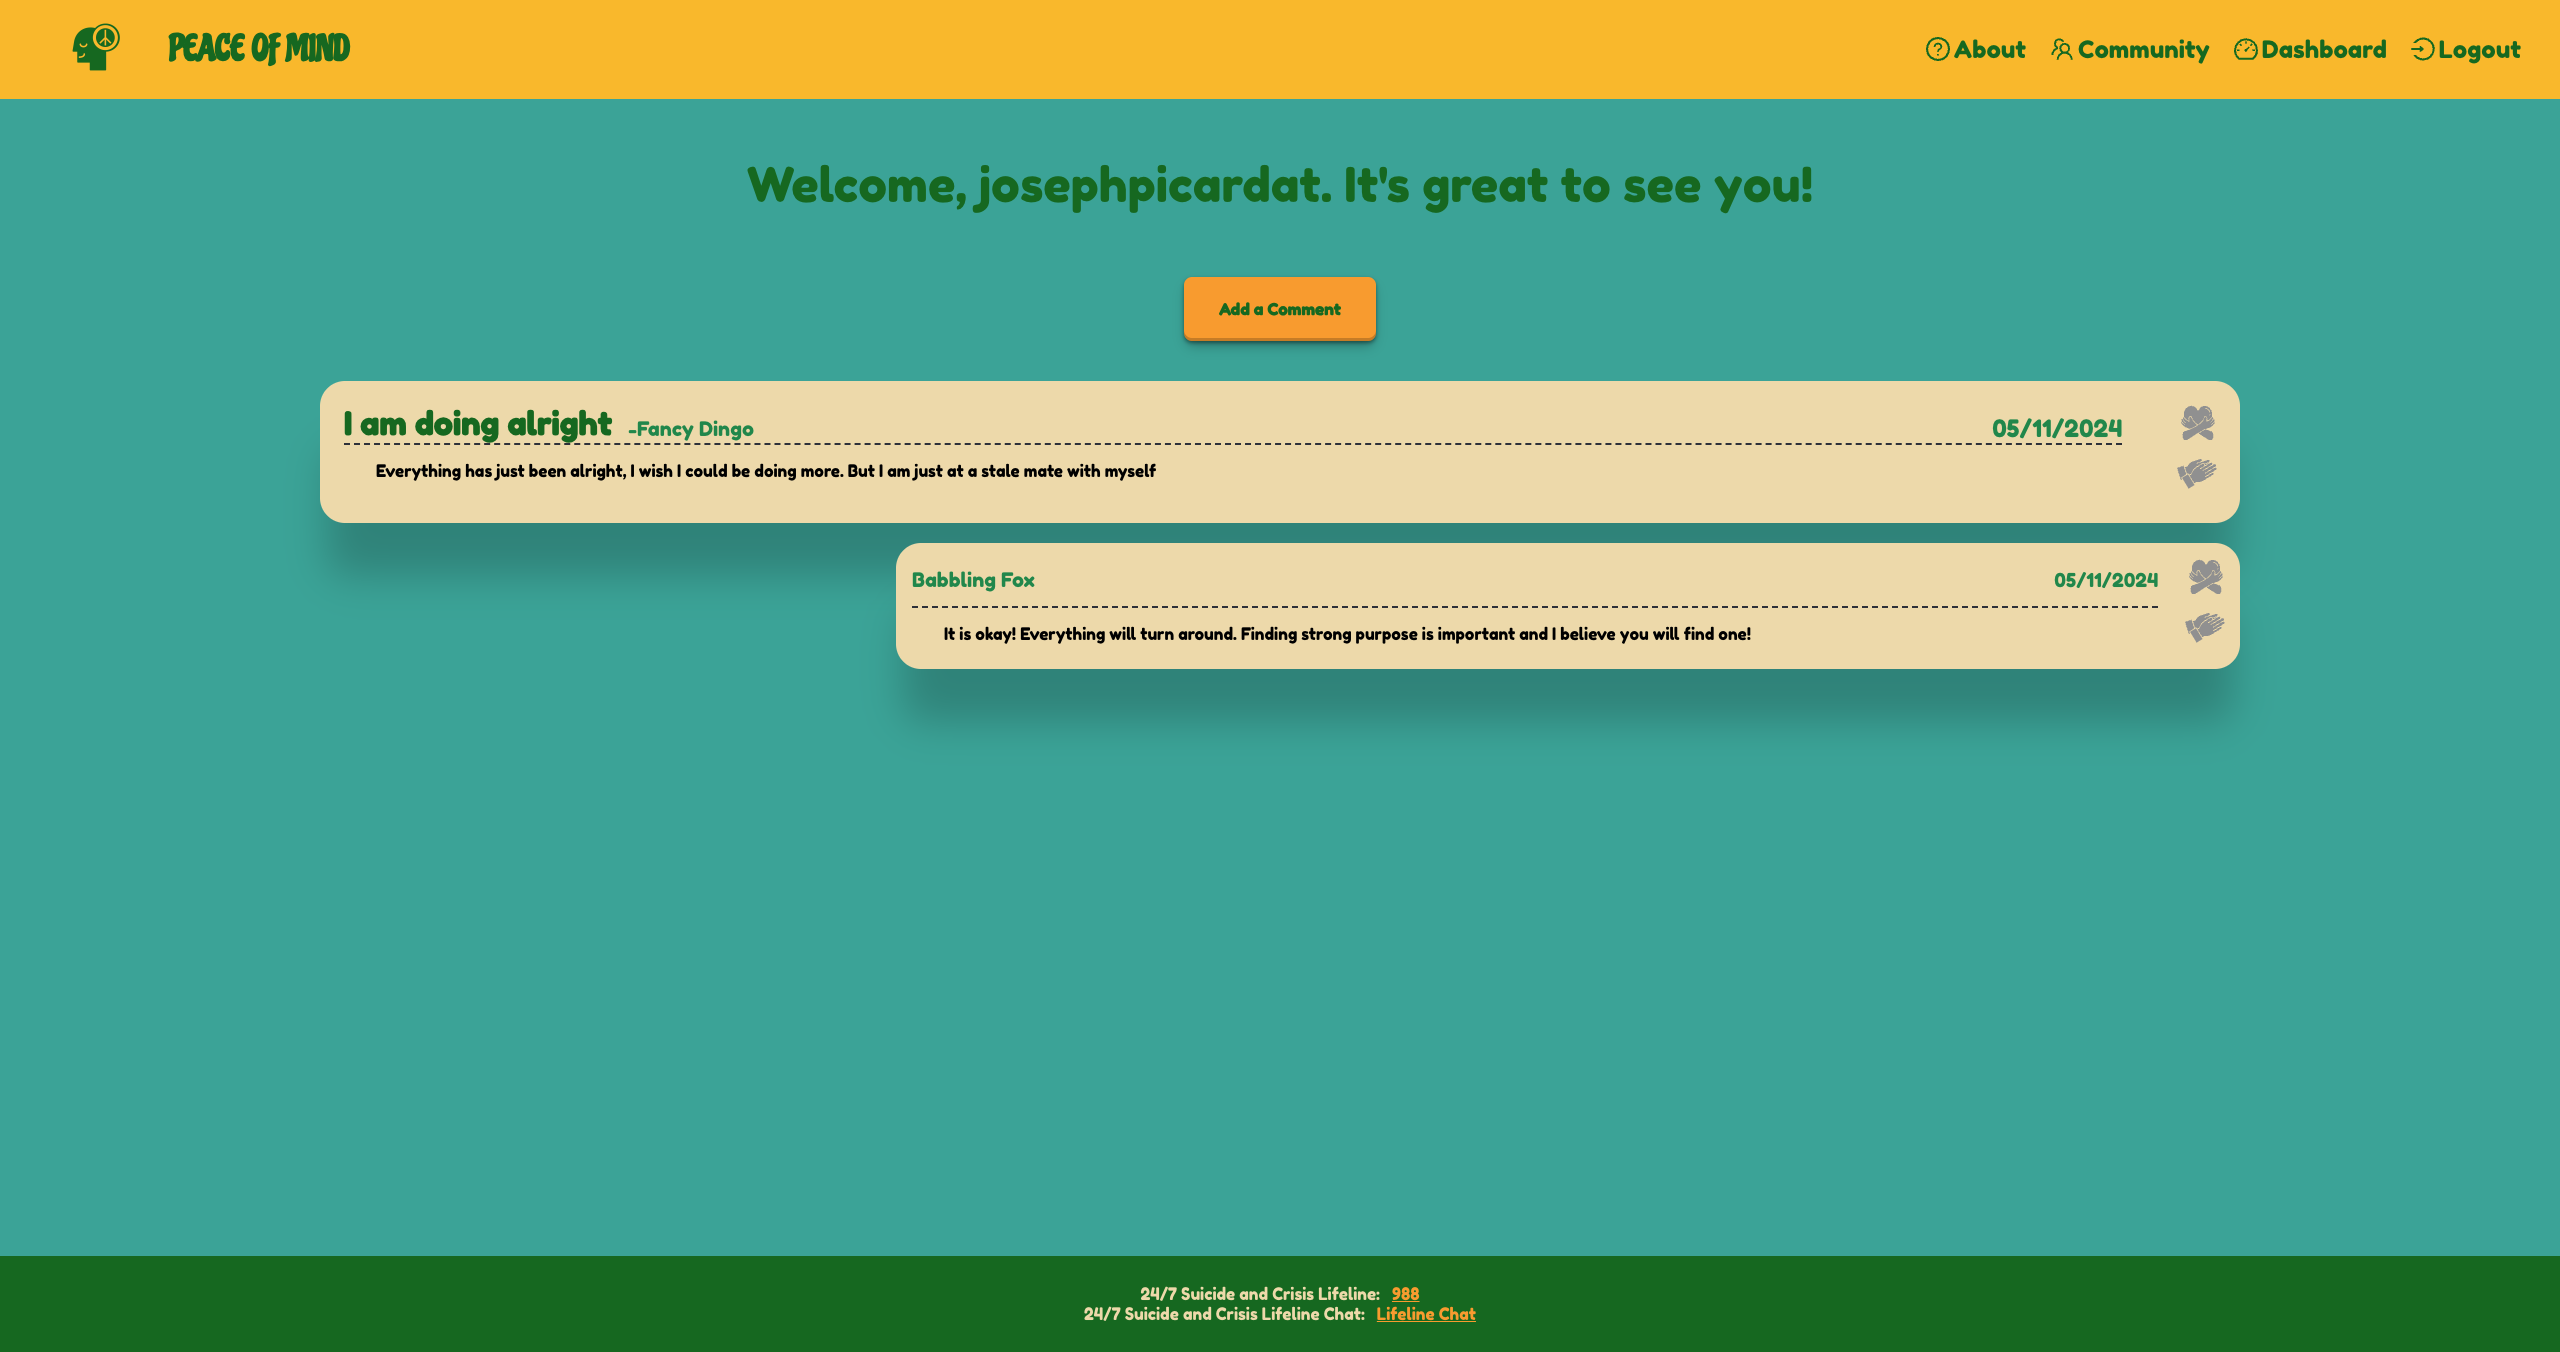 PEACE OF MIND
About
Community
Dashboard
Logout
Welcome, josephpicardat. It's great to see you!
Add a Comment
I am doing alright -Fancy Dingo 05/11/2024
Everything has just been alright, I wish I could be doing more. But I am just at a stale mate with myself
Babbling Fox 05/11/2024
It is okay! Everything will turn around. Finding strong purpose is important and I believe you will find one!
24/7 Suicide and Crisis Lifeline: 988
24/7 Suicide and Crisis Lifeline Chat: Lifeline Chat